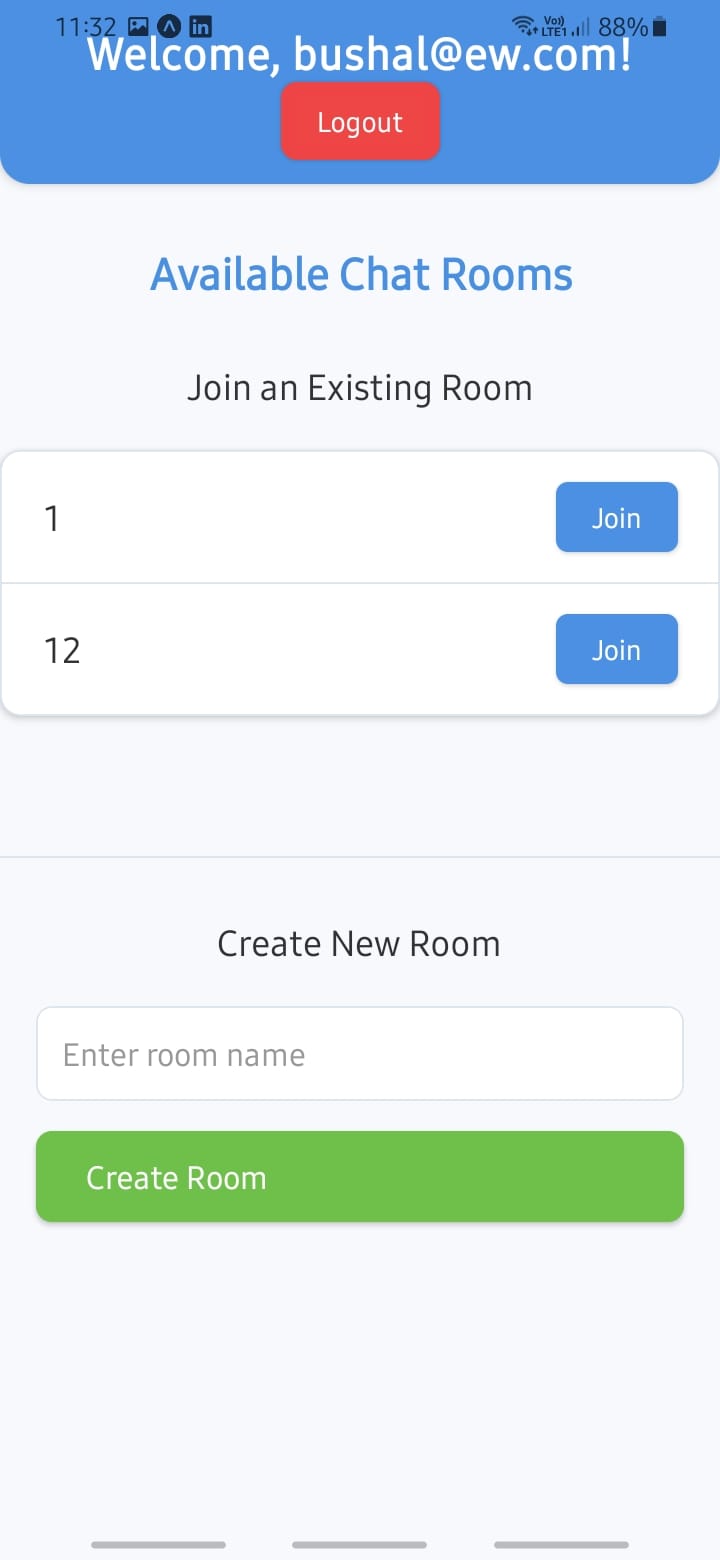 11:32 in Vo) LTE1 88%
Welcome, bushal@ew.com!
Logout
Available Chat Rooms
Join an Existing Room
1 Join
12 Join
Create New Room
Enter room name
Create Room